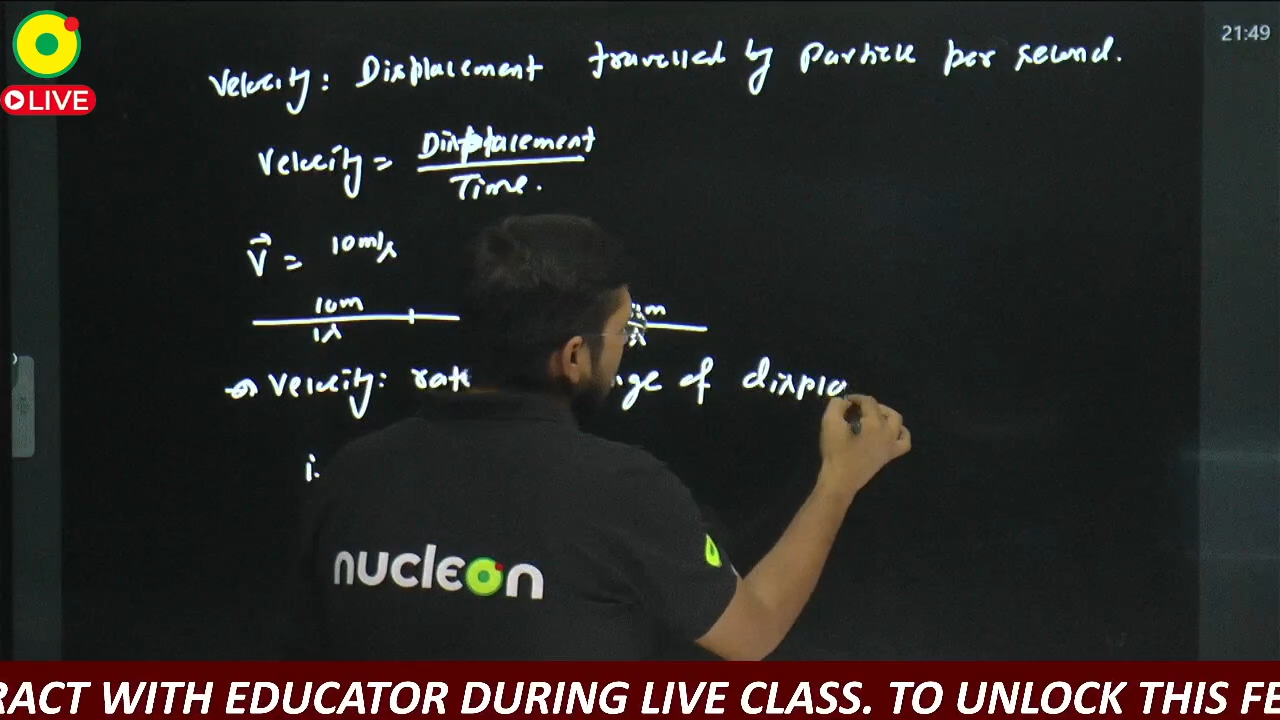 21:49
LIVE
Velocity: Displacement travelled by particle per second.
Velocity = Displacement
Time.
V = 10m/s
10m
1s
→ Velocity: rate of displa
i.
nucleon
RACT WITH EDUCATOR DURING LIVE CLASS. TO UNLOCK THIS FE